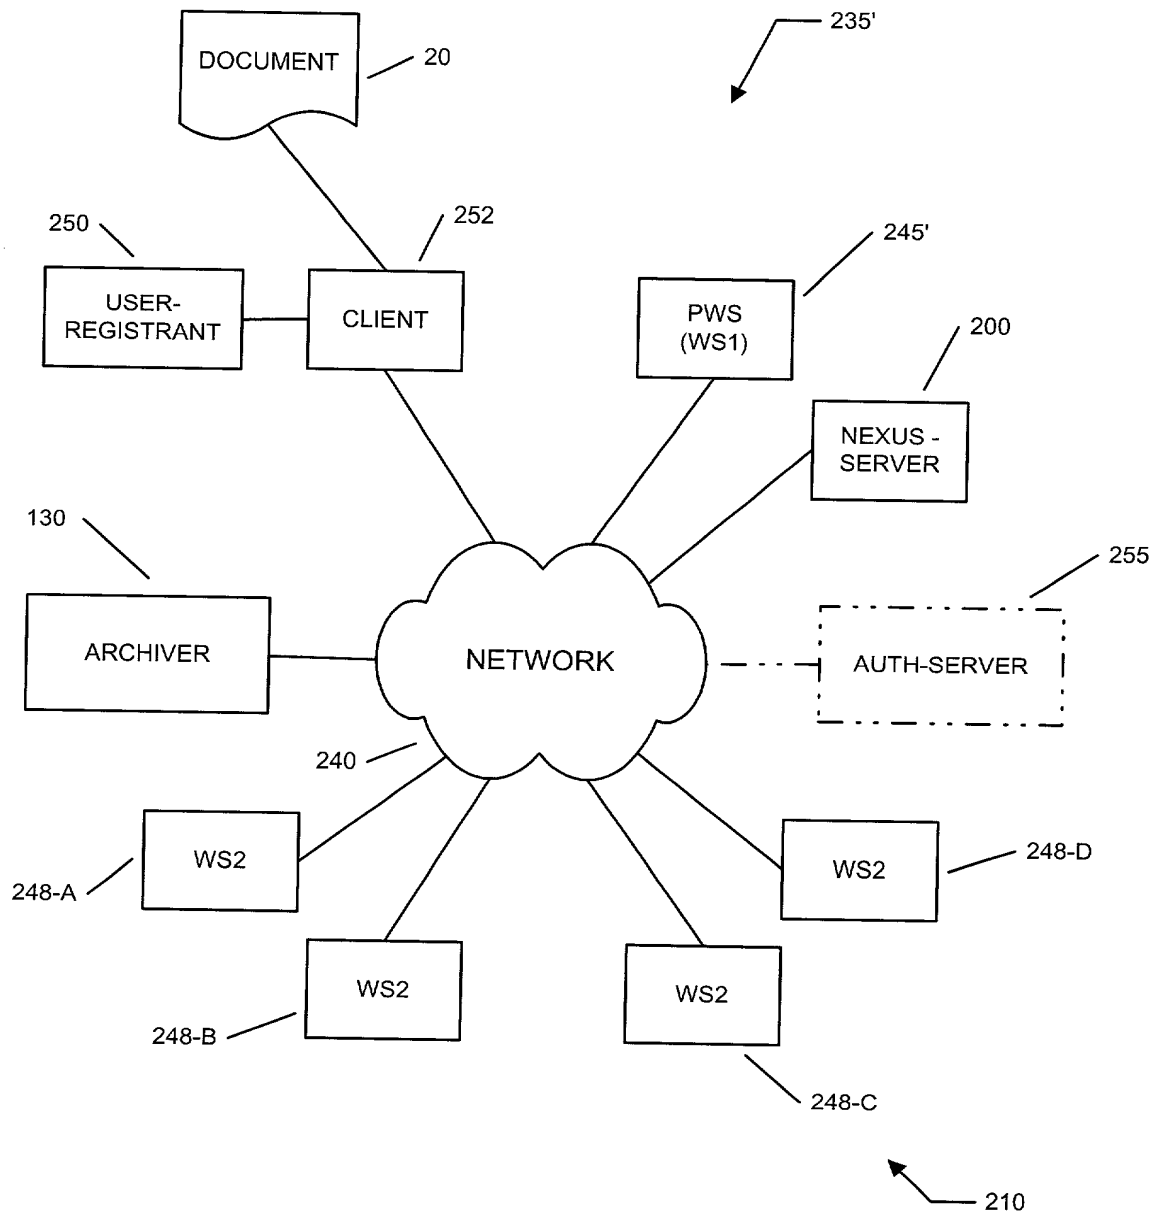 235'
DOCUMENT
20
250
252
245'
USER-
REGISTRANT
CLIENT
PWS
(WS1)
200
NEXUS -
SERVER
130
255
ARCHIVER
NETWORK
AUTH-SERVER
240
WS2
248-A
WS2
248-D
WS2
248-B
WS2
248-C
210